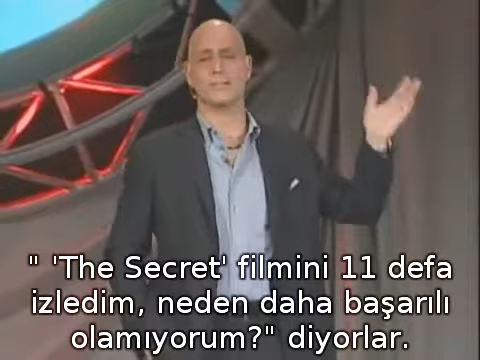 " 'The Secret' filmini 11 defa
izledim, neden daha başarılı
olamıyorum?" diyorlar.